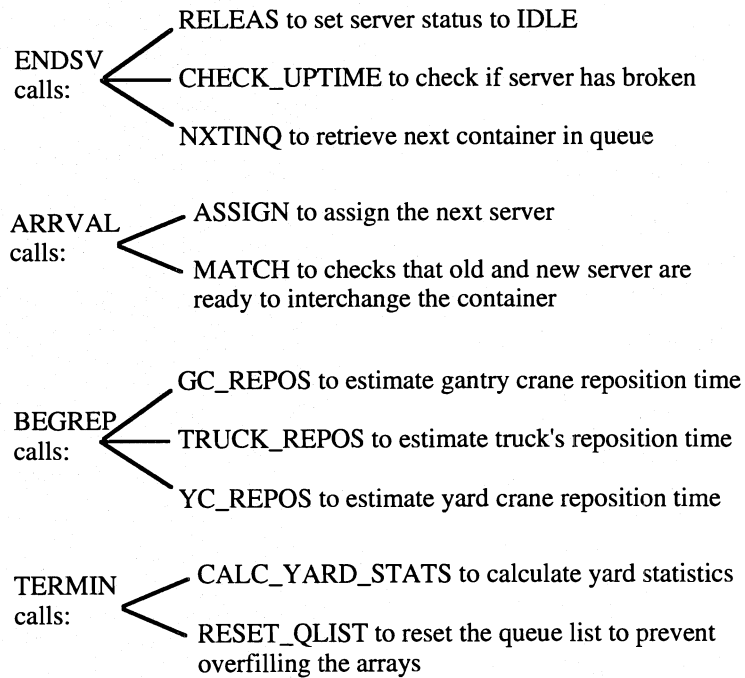 RELEAS to set server status to IDLE
ENDSV
calls:
CHECK_UPTIME to check if server has broken
NXTINQ to retrieve next container in queue
ARRVAL
calls:
ASSIGN to assign the next server
MATCH to checks that old and new server are
ready to interchange the container
GC_REPOS to estimate gantry crane reposition time
BEGREP
calls:
TRUCK_REPOS to estimate truck's reposition time
YC_REPOS to estimate yard crane reposition time
TERMIN
calls:
CALC_YARD_STATS to calculate yard statistics
RESET_QLIST to reset the queue list to prevent
overfilling the arrays